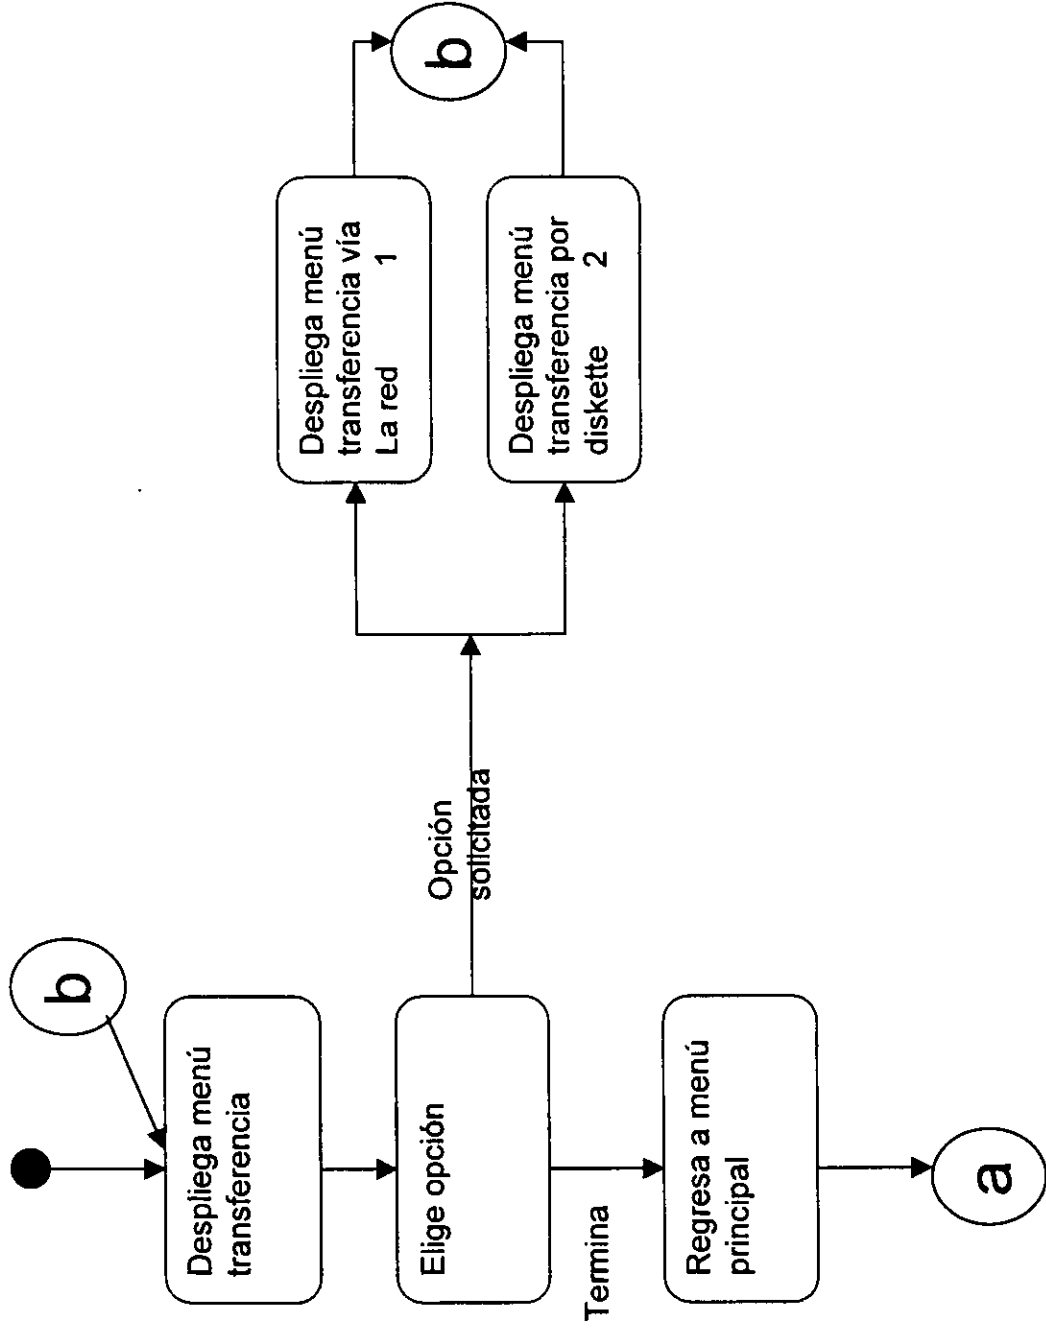 b
Despliega menú
transferencia
Elige opción
Opción
solicitada
Termina
Regresa a menú
principal
a
Despliega menú
transferencia vía
La red 1
Despliega menú
transferencia por
diskette 2
b